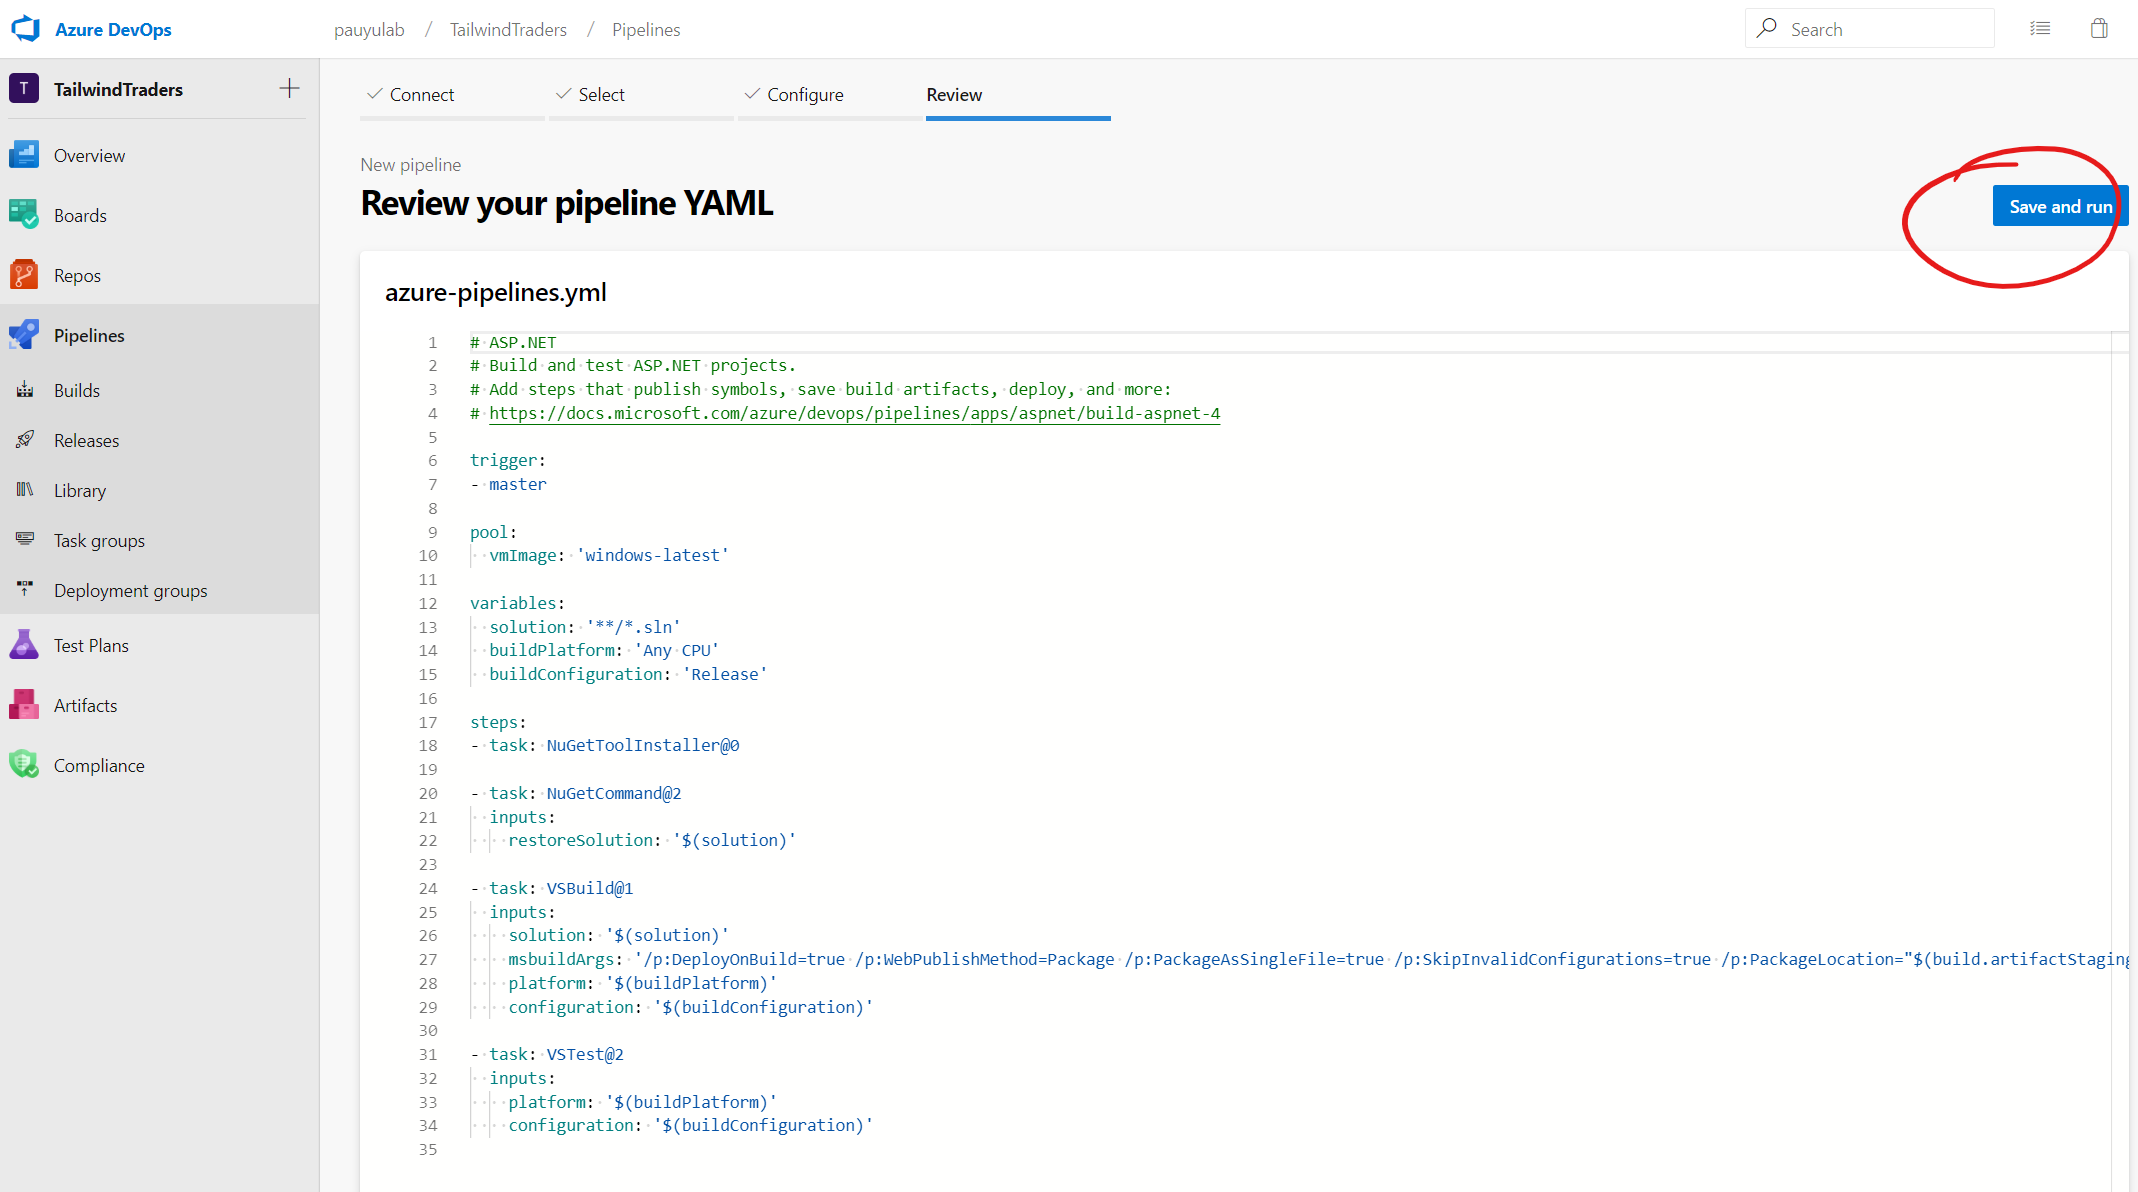 Azure DevOps
pauyulab / TailwindTraders / Pipelines
Search
T TailwindTraders
Overview
Boards
Repos
Pipelines
Builds
Releases
Library
Task groups
Deployment groups
Test Plans
Artifacts
Compliance
Connect Select Configure Review
New pipeline
Review your pipeline YAML
Save and run
azure-pipelines.yml
1 # ASP.NET
2 # Build and test ASP.NET projects.
3 # Add steps that publish symbols, save build artifacts, deploy, and more:
4 # https://docs.microsoft.com/azure/devops/pipelines/apps/aspnet/build-aspnet-4
5
6 trigger:
7 - master
8
9 pool:
10   vmImage: 'windows-latest'
11
12 variables:
13   solution: '**/*.sln'
14   buildPlatform: 'Any CPU'
15   buildConfiguration: 'Release'
16
17 steps:
18 - task: NuGetToolInstaller@0
19
20 - task: NuGetCommand@2
21   inputs:
22     restoreSolution: '$(solution)'
23
24 - task: VSBuild@1
25   inputs:
26     solution: '$(solution)'
27     msbuildArgs: '/p:DeployOnBuild=true /p:WebPublishMethod=Package /p:PackageAsSingleFile=true /p:SkipInvalidConfigurations=true /p:PackageLocation="$(build.artifactStaging
28     platform: '$(buildPlatform)'
29     configuration: '$(buildConfiguration)'
30
31 - task: VSTest@2
32   inputs:
33     platform: '$(buildPlatform)'
34     configuration: '$(buildConfiguration)'
35